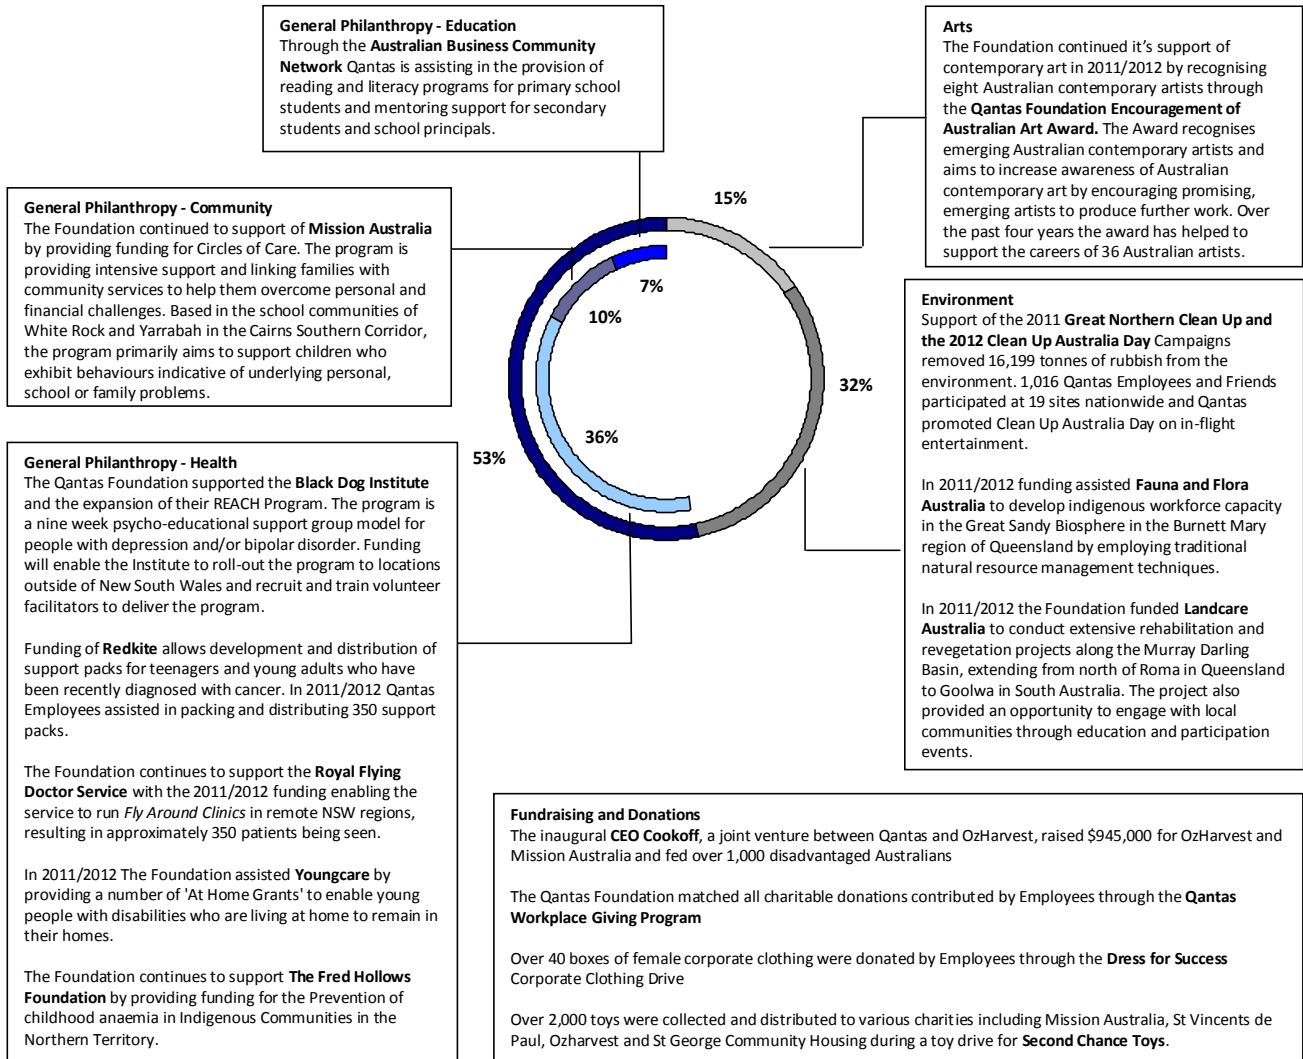 General Philanthropy - Education
Through the Australian Business Community
Network Qantas is assisting in the provision of
reading and literacy programs for primary school
students and mentoring support for secondary
students and school principals.
Arts
The Foundation continued it's support of
contemporary art in 2011/2012 by recognising
eight Australian contemporary artists through
the Qantas Foundation Encouragement of
Australian Art Award. The Award recognises
emerging Australian contemporary artists and
aims to increase awareness of Australian
contemporary art by encouraging promising,
emerging artists to produce further work. Over
the past four years the award has helped to
support the careers of 36 Australian artists.
General Philanthropy - Community
The Foundation continued to support of Mission Australia
by providing funding for Circles of Care. The program is
providing intensive support and linking families with
community services to help them overcome personal and
financial challenges. Based in the school communities of
White Rock and Yarrabah in the Cairns Southern Corridor,
the program primarily aims to support children who
exhibit behaviours indicative of underlying personal,
school or family problems.
15%
7%
10%
32%
36%
53%
Environment
Support of the 2011 Great Northern Clean Up and
the 2012 Clean Up Australia Day Campaigns
removed 16,199 tonnes of rubbish from the
environment. 1,016 Qantas Employees and Friends
participated at 19 sites nationwide and Qantas
promoted Clean Up Australia Day on in-flight
entertainment.
In 2011/2012 funding assisted Fauna and Flora
Australia to develop indigenous workforce capacity
in the Great Sandy Biosphere in the Burnett Mary
region of Queensland by employing traditional
natural resource management techniques.
In 2011/2012 the Foundation funded Landcare
Australia to conduct extensive rehabilitation and
revegetation projects along the Murray Darling
Basin, extending from north of Roma in Queensland
to Goolwa in South Australia. The project also
provided an opportunity to engage with local
communities through education and participation
events.
General Philanthropy - Health
The Qantas Foundation supported the Black Dog Institute
and the expansion of their REACH Program. The program is
a nine week psycho-educational support group model for
people with depression and/or bipolar disorder. Funding
will enable the Institute to roll-out the program to locations
outside of New South Wales and recruit and train volunteer
facilitators to deliver the program.
Funding of Redkite allows development and distribution of
support packs for teenagers and young adults who have
been recently diagnosed with cancer. In 2011/2012 Qantas
Employees assisted in packing and distributing 350 support
packs.
The Foundation continues to support the Royal Flying
Doctor Service with the 2011/2012 funding enabling the
service to run Fly Around Clinics in remote NSW regions,
resulting in approximately 350 patients being seen.
In 2011/2012 The Foundation assisted Youngcare by
providing a number of 'At Home Grants' to enable young
people with disabilities who are living at home to remain in
their homes.
The Foundation continues to support The Fred Hollows
Foundation by providing funding for the Prevention of
childhood anaemia in Indigenous Communities in the
Northern Territory.
Fundraising and Donations
The inaugural CEO Cookoff, a joint venture between Qantas and OzHarvest, raised $945,000 for OzHarvest and
Mission Australia and fed over 1,000 disadvantaged Australians
The Qantas Foundation matched all charitable donations contributed by Employees through the Qantas
Workplace Giving Program
Over 40 boxes of female corporate clothing were donated by Employees through the Dress for Success
Corporate Clothing Drive
Over 2,000 toys were collected and distributed to various charities including Mission Australia, St Vincents de
Paul, Ozharvest and St George Community Housing during a toy drive for Second Chance Toys.